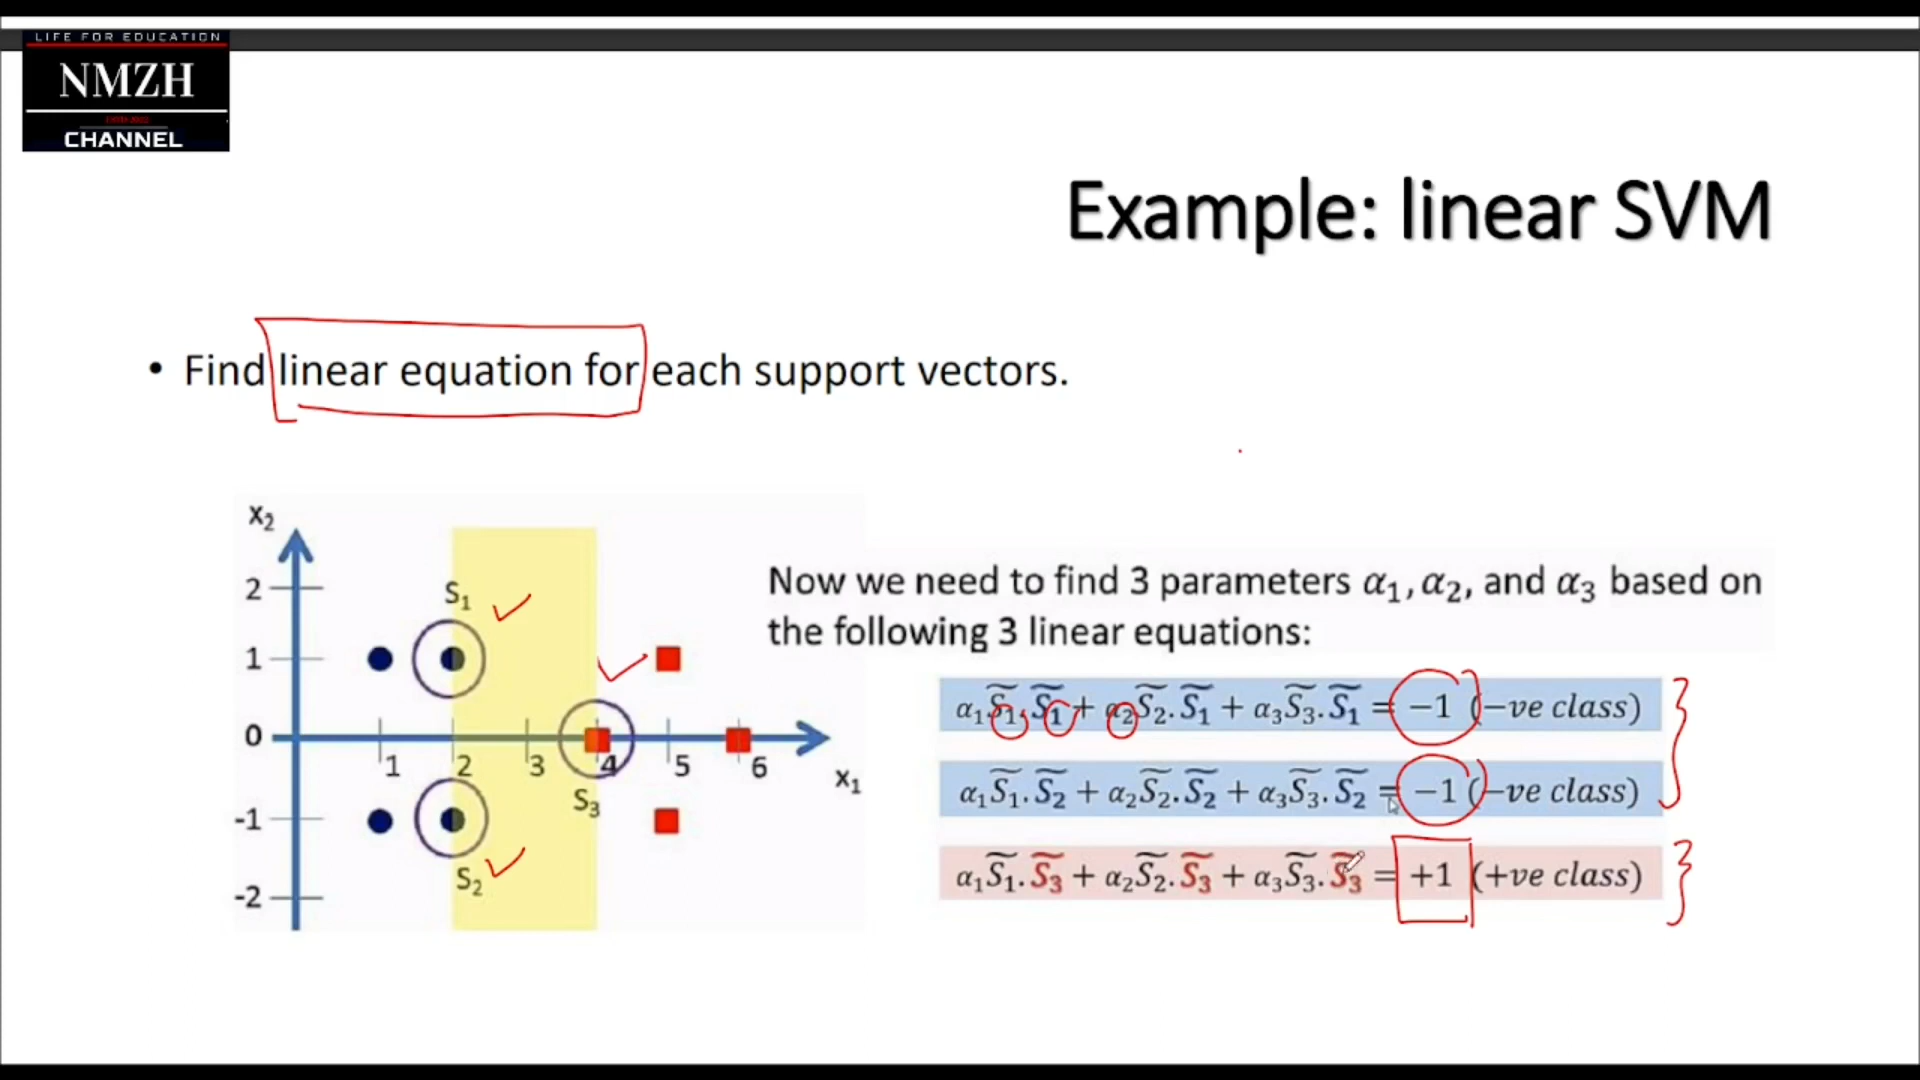 LIFE FOR EDUCATION
NMZH
CHANNEL
Example: linear SVM
• Find linear equation for each support vectors.
x₂
2
S₁
1
0
1 2 3 4 5 6
x₁
S₃
-1
S₂
-2
Now we need to find 3 parameters α₁, α₂, and α₃ based on
the following 3 linear equations:
α₁S̃₁.S̃₁ + α₂S̃₂.S̃₁ + α₃S̃₃.S̃₁ = −1 (−ve class)
α₁S̃₁.S̃₂ + α₂S̃₂.S̃₂ + α₃S̃₃.S̃₂ = −1 (−ve class)
α₁S̃₁.S̃₃ + α₂S̃₂.S̃₃ + α₃S̃₃.S̃₃ = +1 (+ve class)